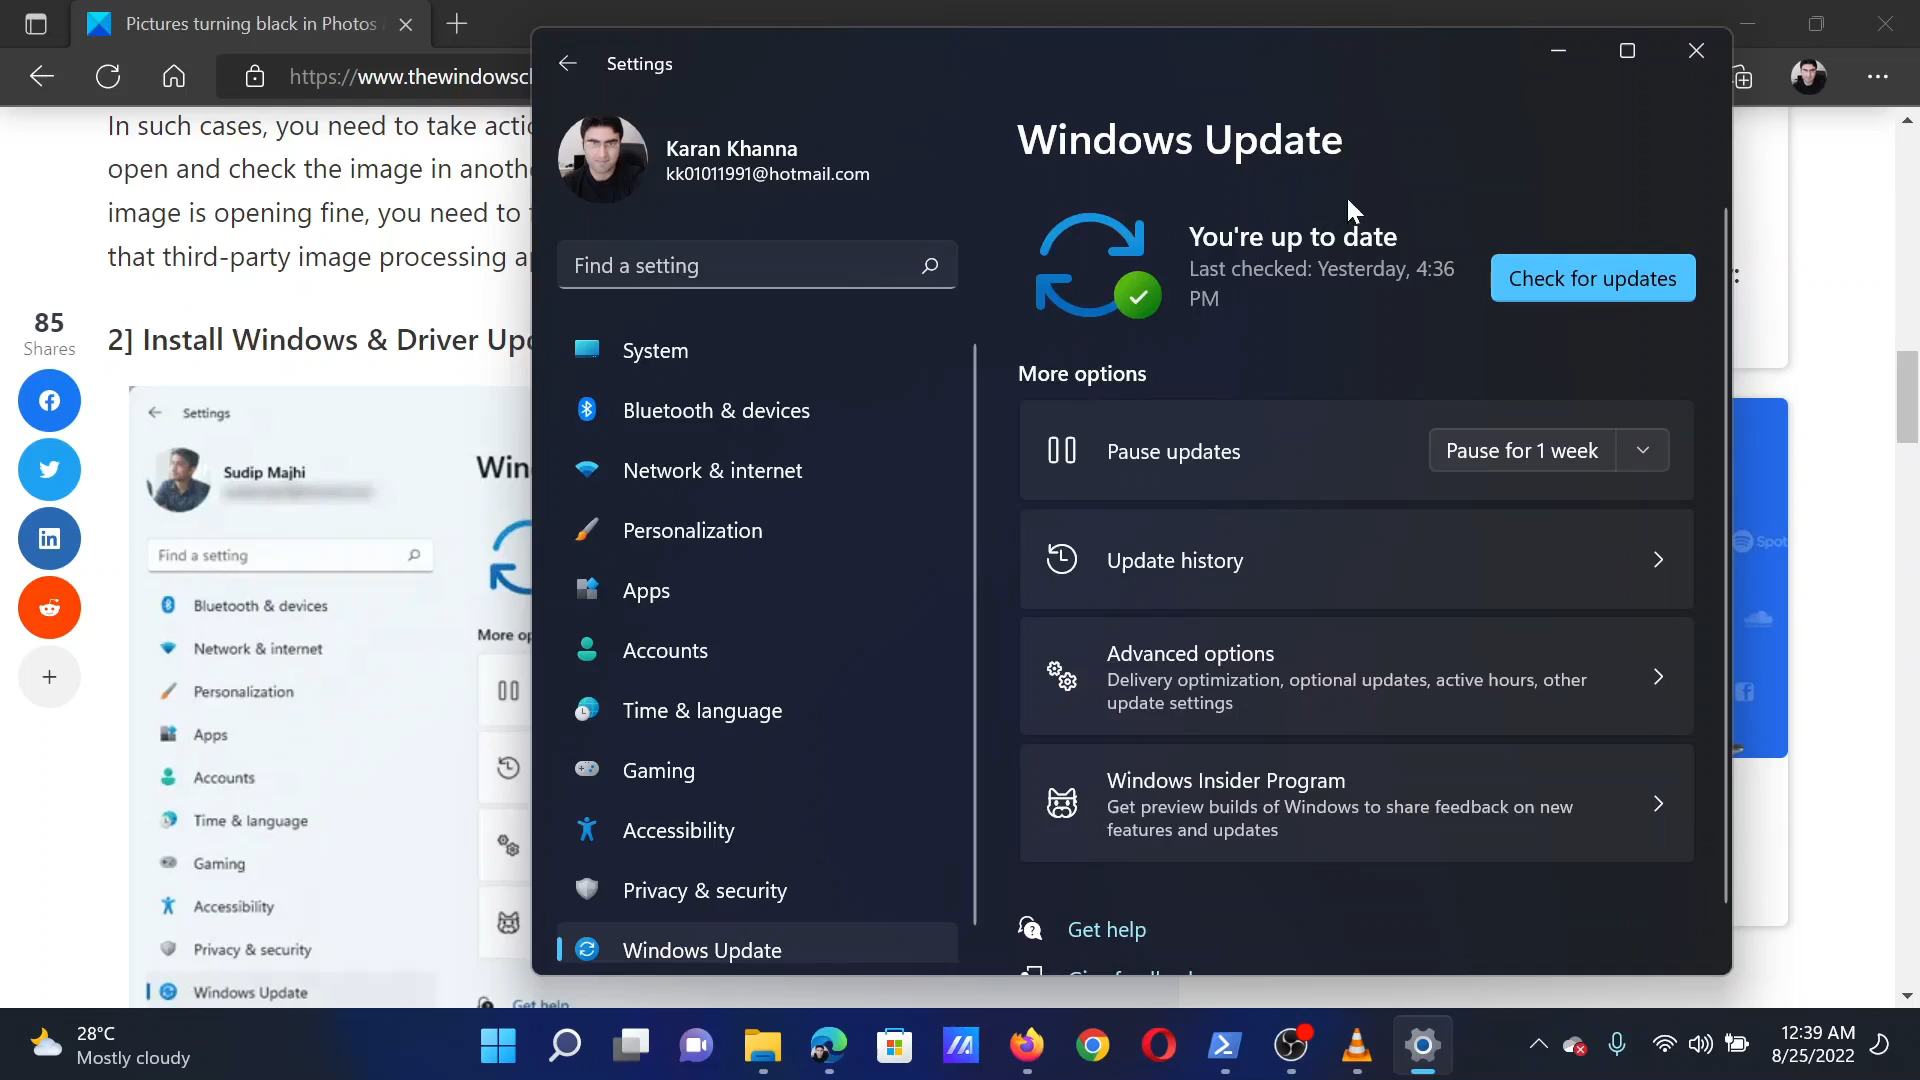 Pictures turning black in Photos
https://www.thewindowscl
In such cases, you need to take actio
open and check the image in anoth
image is opening fine, you need to
that third-party image processing a
85
Shares
2] Install Windows & Driver Upd
Settings
Sudip Majhi
Win
Find a setting
Bluetooth & devices
Network & internet
More op
Personalization
Apps
Accounts
Time & language
Gaming
Accessibility
Privacy & security
Windows Update
Get help
Settings
Karan Khanna
kk01011991@hotmail.com
Find a setting
System
Bluetooth & devices
Network & internet
Personalization
Apps
Accounts
Time & language
Gaming
Accessibility
Privacy & security
Windows Update
Windows Update
You're up to date
Last checked: Yesterday, 4:36
PM
Check for updates
More options
Pause updates
Pause for 1 week
Update history
Advanced options
Delivery optimization, optional updates, active hours, other
update settings
Windows Insider Program
Get preview builds of Windows to share feedback on new
features and updates
Get help
Spot
28°C
Mostly cloudy
12:39 AM
8/25/2022